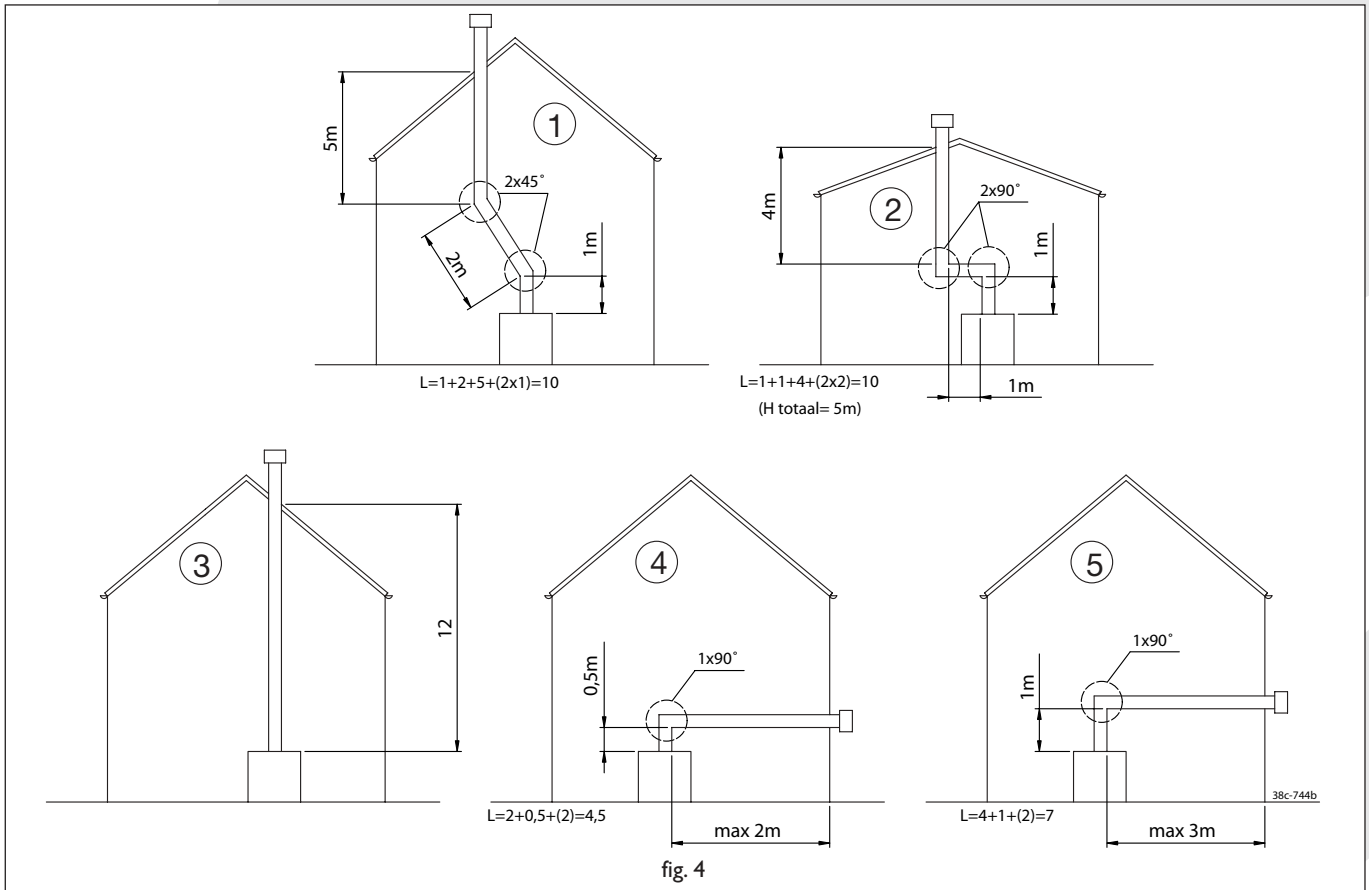 5m
1
2x45°
2m
1m
L=1+2+5+(2x1)=10
4m
2
2x90°
1m
L=1+1+4+(2x2)=10
(H totaal= 5m)
1m
3
12
4
0,5m
1x90°
L=2+0,5+(2)=4,5
max 2m
5
1m
1x90°
L=4+1+(2)=7
max 3m
38c-744b
fig. 4